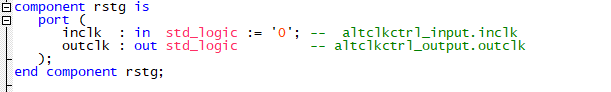 component rstg is
port (
inclk : in std_logic := '0'; -- altclkctrl_input.inclk
outclk : out std_logic -- altclkctrl_output.outclk
);
end component rstg;